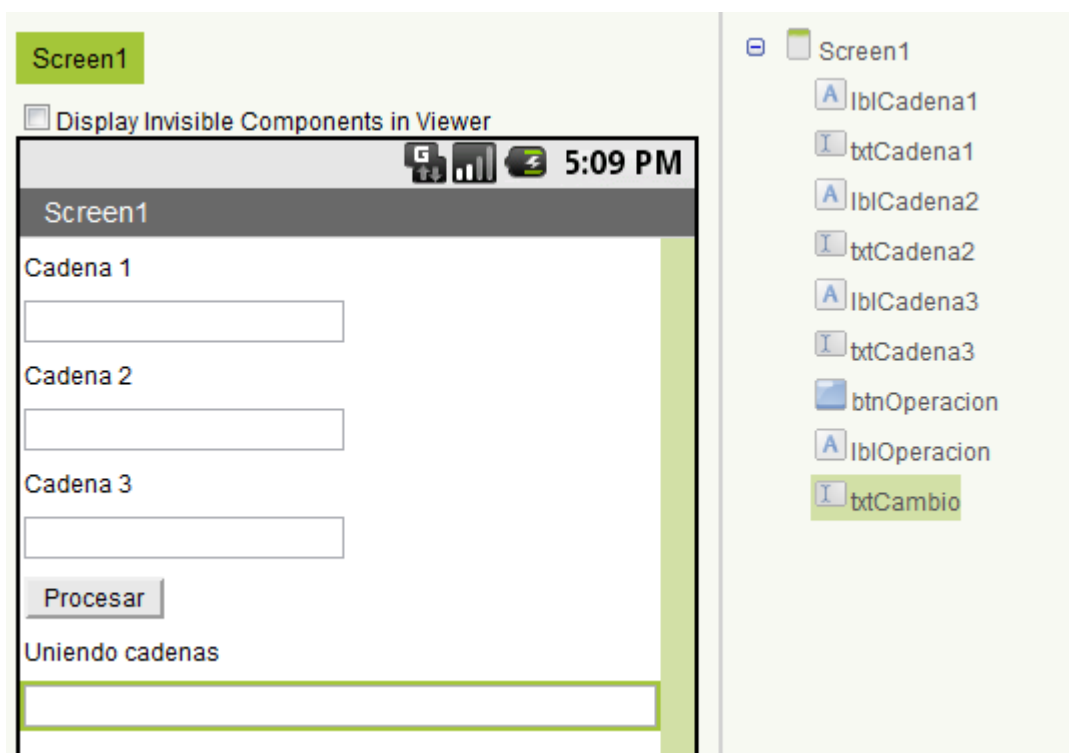 Screen1
Display Invisible Components in Viewer
5:09 PM
Screen1
Cadena 1
Cadena 2
Cadena 3
Procesar
Uniendo cadenas
Screen1
lblCadena1
txtCadena1
lblCadena2
txtCadena2
lblCadena3
txtCadena3
btnOperacion
lblOperacion
txtCambio